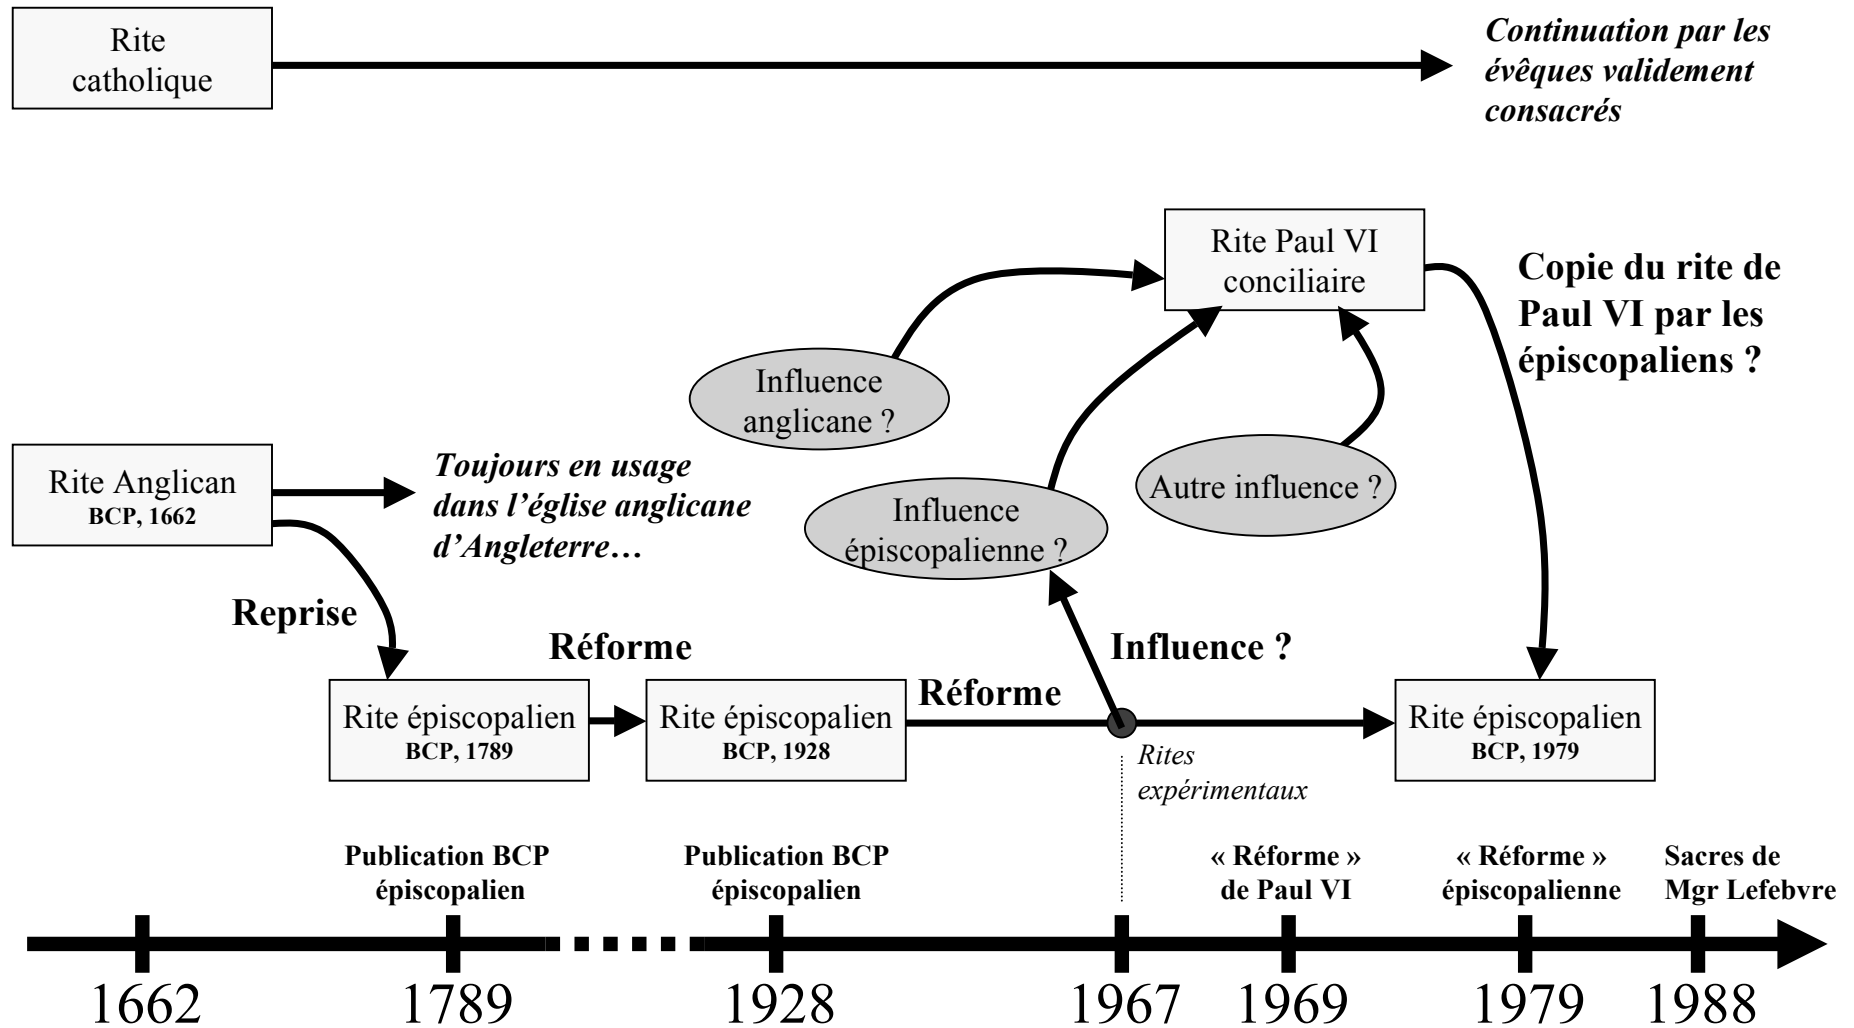 Rite
catholique
Continuation par les
évêques validement
consacrés
Rite Paul VI
conciliaire
Copie du rite de
Paul VI par les
épiscopaliens ?
Influence
anglicane ?
Rite Anglican
BCP, 1662
Toujours en usage
dans l’église anglicane
d’Angleterre…
Autre influence ?
Influence
épiscopalienne ?
Reprise
Réforme
Influence ?
Réforme
Rite épiscopalien
BCP, 1789
Rite épiscopalien
BCP, 1928
Rites
expérimentaux
Rite épiscopalien
BCP, 1979
Publication BCP
épiscopalien
Publication BCP
épiscopalien
« Réforme »
de Paul VI
« Réforme »
épiscopalienne
Sacres de
Mgr Lefebvre
1662
1789
1928
1967
1969
1979
1988